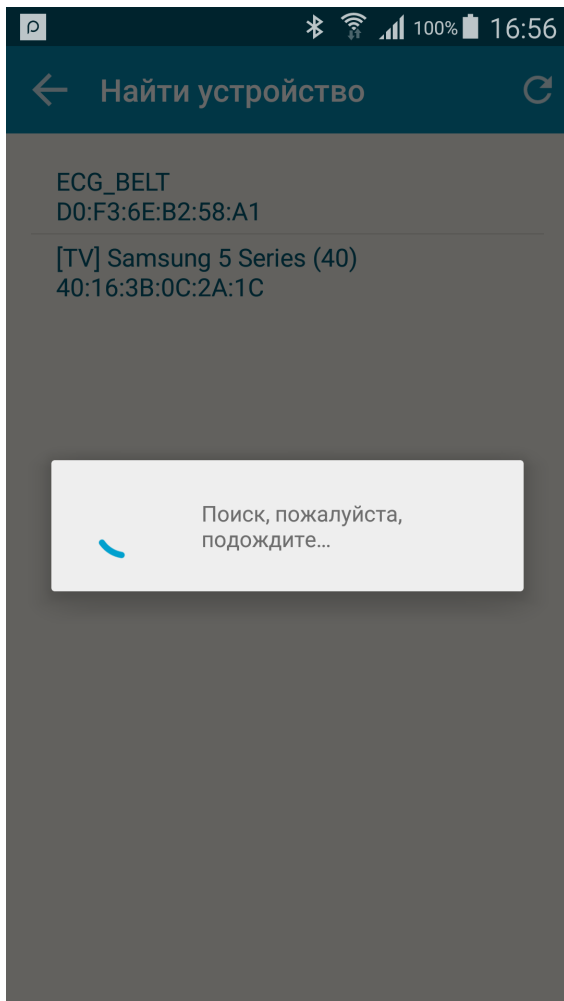 100% 16:56
Найти устройство
ECG_BELT
D0:F3:6E:B2:58:A1
[TV] Samsung 5 Series (40)
40:16:3B:0C:2A:1C
Поиск, пожалуйста,
подождите...